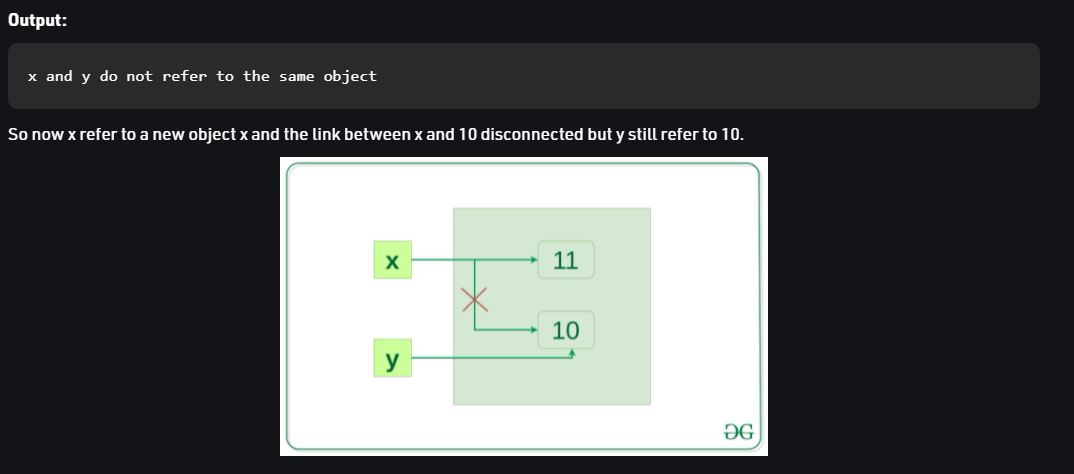 Output:
x and y do not refer to the same object
So now x refer to a new object x and the link between x and 10 disconnected but y still refer to 10.
x
11
10
y